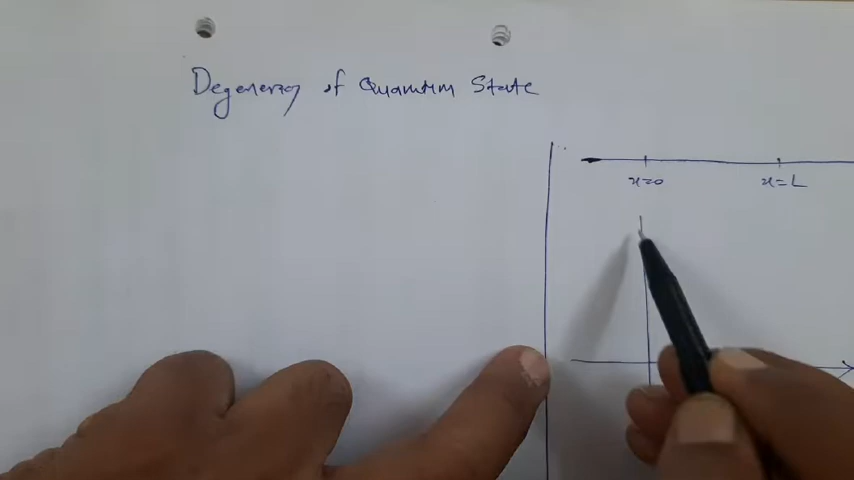 Degeneracy of Quantum State
x=0
x=L